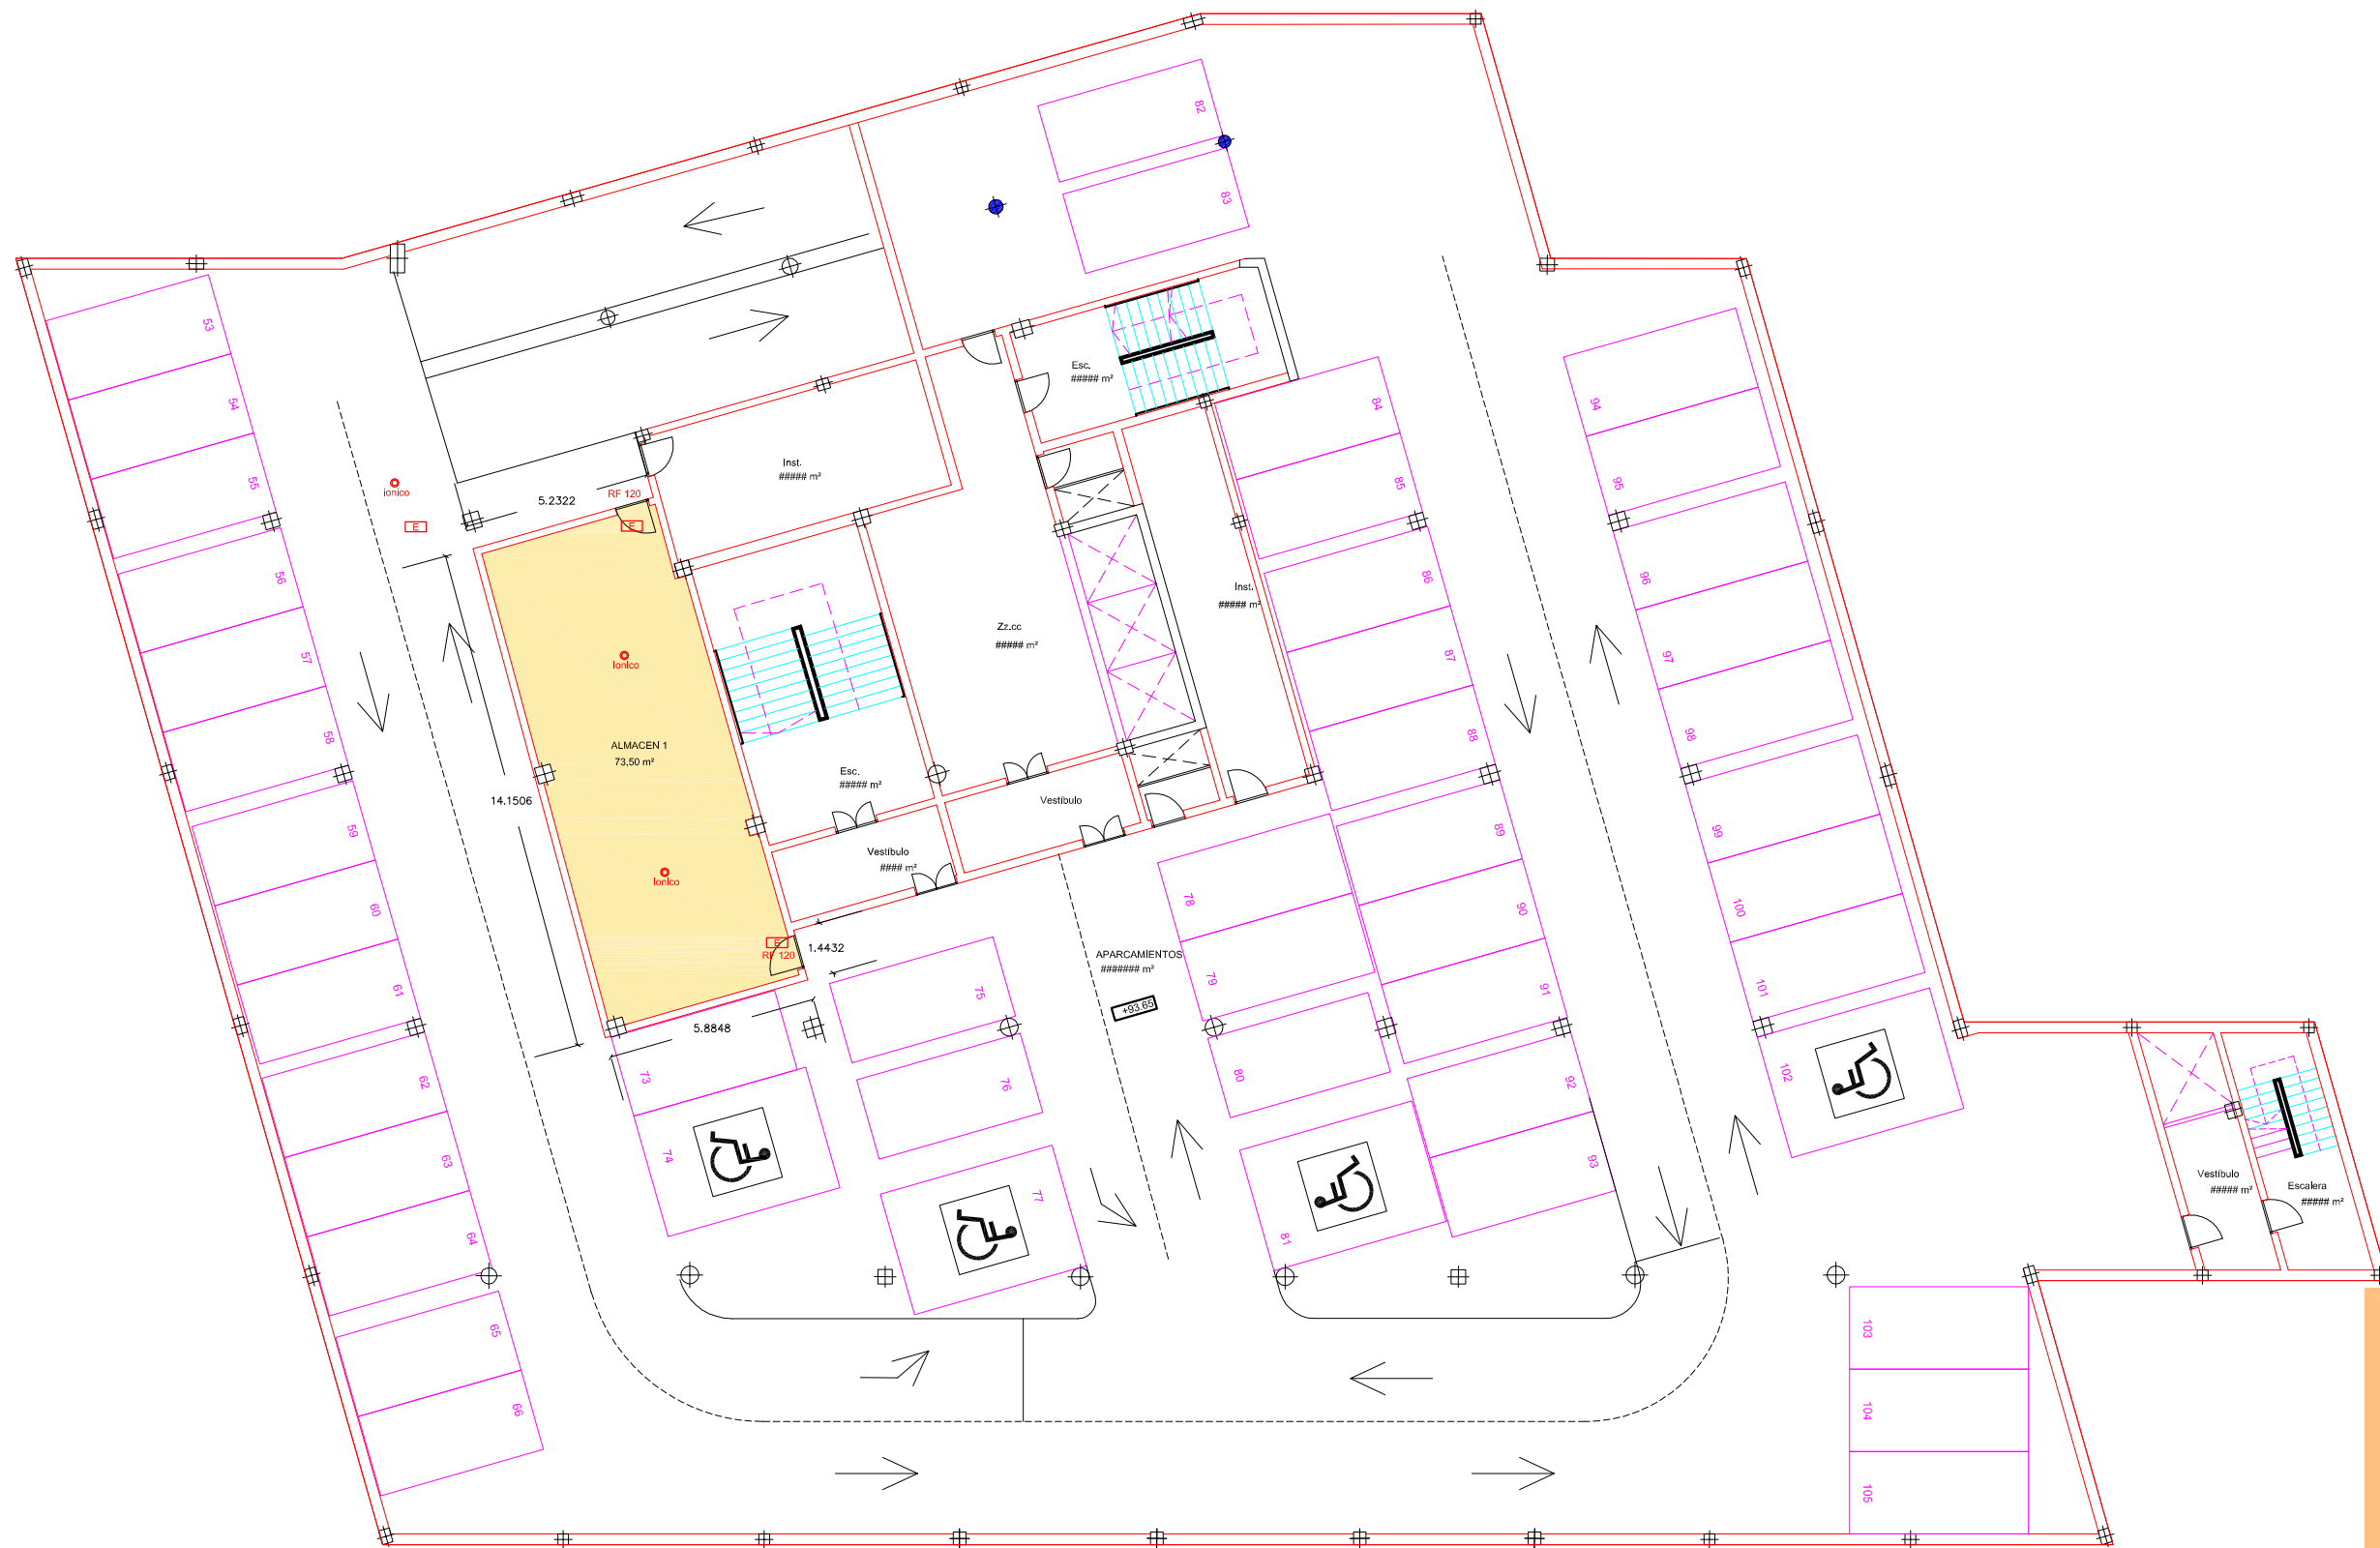 82
83
53
54
55
56
57
58
59
60
61
62
63
64
65
66
ionico
E
5.2322
RF 120
E
Inst.
##### m²
Esc.
##### m²
84
85
86
87
88
89
90
91
92
93
94
95
96
97
98
99
100
101
102
Inst.
##### m²
Zz.cc
##### m²
Ionico
ALMACEN 1
73,50 m²
14.1506
Esc.
##### m²
Vestibulo
Vestíbulo
#### m²
Ionico
E
RF 120
1.4432
5.8848
73
74
75
76
77
78
79
80
81
APARCAMIENTOS
####### m²
+93.65
Vestíbulo
##### m²
Escalera
##### m²
103
104
105